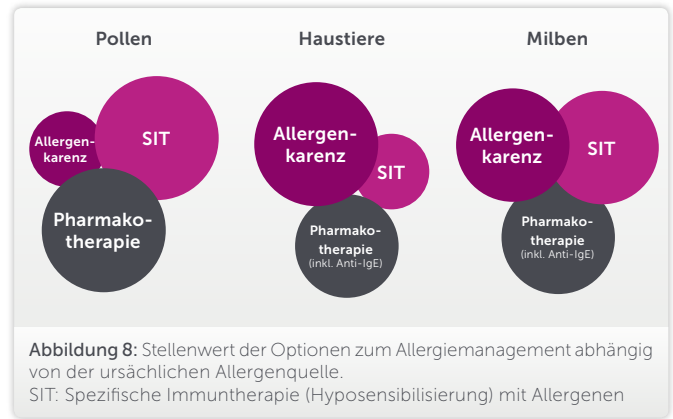 Pollen
Allergen-
karenz
SIT
Pharmako-
therapie
Haustiere
Allergen-
karenz
SIT
Pharmako-
therapie
(inkl. Anti-IgE)
Milben
Allergen-
karenz
SIT
Pharmako-
therapie
(inkl. Anti-IgE)
Abbildung 8: Stellenwert der Optionen zum Allergiemanagement abhängig
von der ursächlichen Allergenquelle.
SIT: Spezifische Immuntherapie (Hyposensibilisierung) mit Allergenen